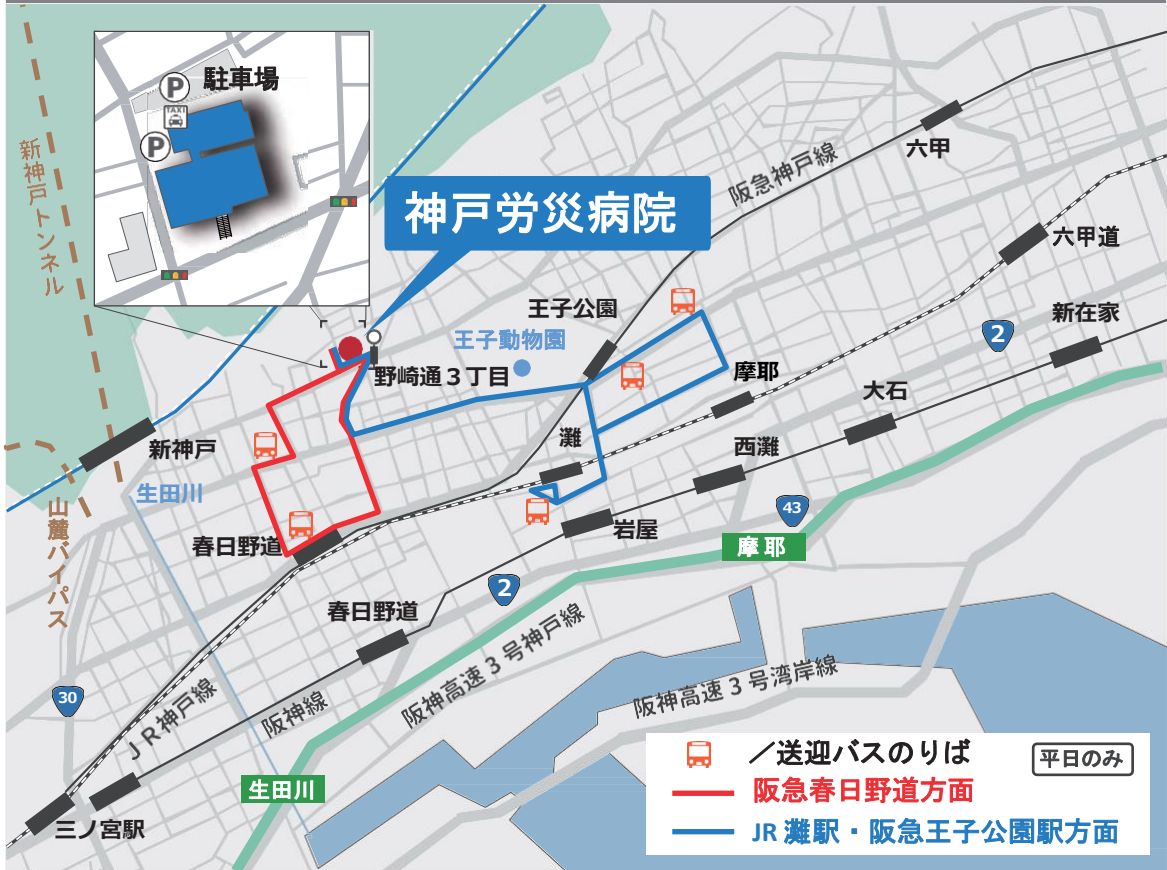 駐車場
P
TAXI
P
新神戸トンネル
神戸労災病院
阪急神戸線
六甲
六甲道
新在家
2
王子公園
王子動物園
野崎通3丁目
摩耶
大石
灘
西灘
新神戸
生田川
山麓バイパス
春日野道
岩屋
43
摩耶
2
春日野道
阪神高速3号神戸線
阪神高速3号湾岸線
30
JR神戸線
阪神線
生田川
三ノ宮駅
／送迎バスのりば
平日のみ
阪急春日野道方面
JR灘駅・阪急王子公園駅方面